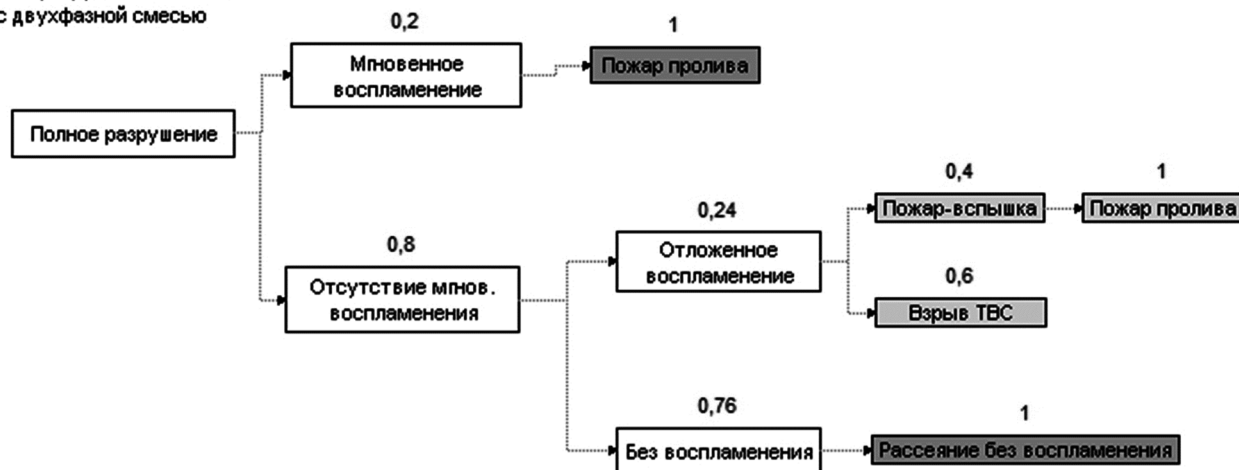 с двухфазной смесью
0,2
1
Мгновенное
воспламенение
Пожар пролива
Полное разрушение
0,4
1
0,24
Пожар-вспышка
Пожар пролива
0,8
Отложенное
воспламенение
Отсутствие мгнов.
воспламенения
0,6
Взрыв ТВС
0,76
1
Без воспламенения
Рассеяние без воспламенения